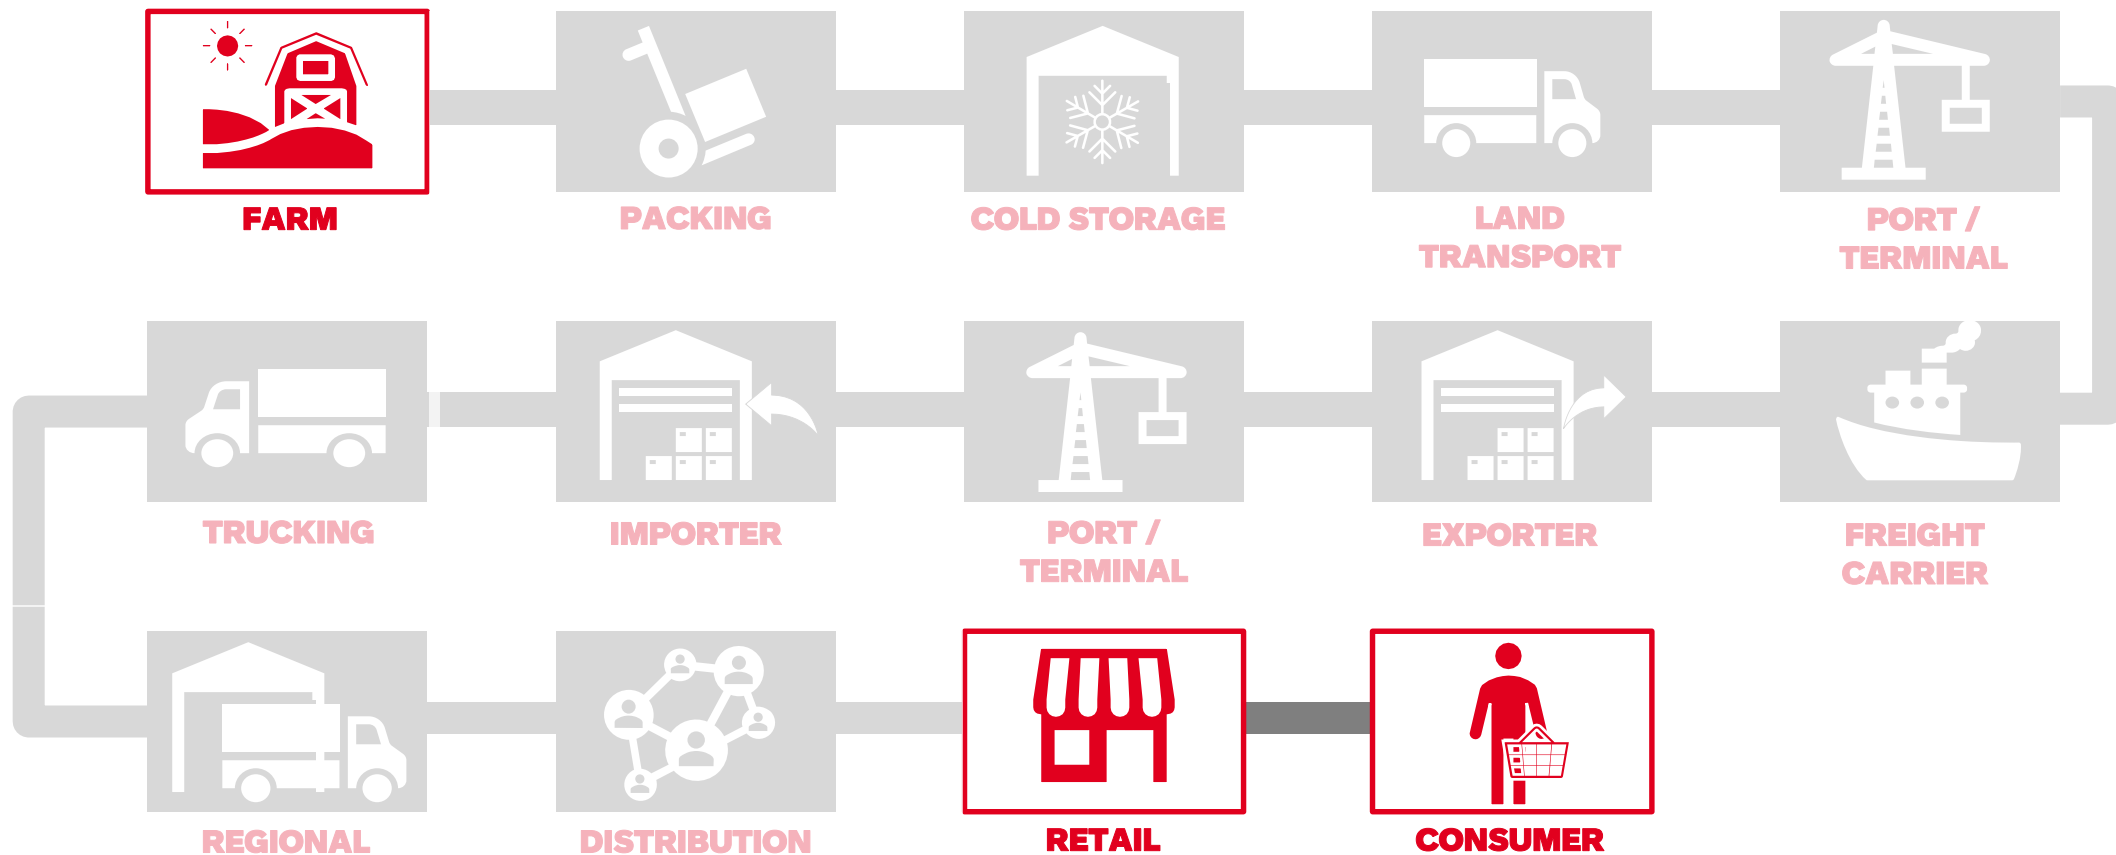 FARM
PACKING
COLD STORAGE
LAND
TRANSPORT
PORT /
TERMINAL
TRUCKING
IMPORTER
PORT /
TERMINAL
EXPORTER
FREIGHT
CARRIER
REGIONAL
DISTRIBUTION
RETAIL
CONSUMER